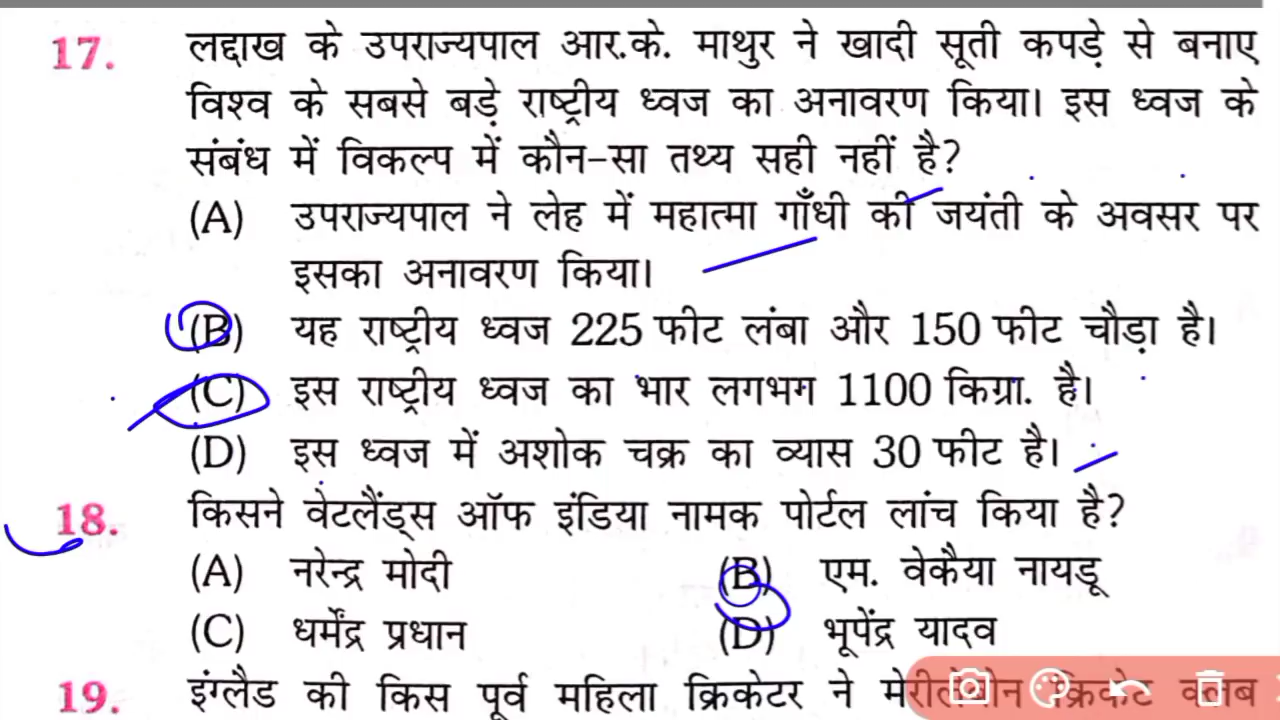 17. लद्दाख के उपराज्यपाल आर.के. माथुर ने खादी सूती कपड़े से बनाए
विश्व के सबसे बड़े राष्ट्रीय ध्वज का अनावरण किया। इस ध्वज के
संबंध में विकल्प में कौन-सा तथ्य सही नहीं है?
(A) उपराज्यपाल ने लेह में महात्मा गाँधी की जयंती के अवसर पर
इसका अनावरण किया।
(B) यह राष्ट्रीय ध्वज 225 फीट लंबा और 150 फीट चौड़ा है।
(C) इस राष्ट्रीय ध्वज का भार लगभग 1100 किग्रा. है।
(D) इस ध्वज में अशोक चक्र का व्यास 30 फीट है।
18. किसने वेटलैंड्स ऑफ इंडिया नामक पोर्टल लांच किया है?
(A) नरेन्द्र मोदी (B) एम. वेकैया नायडू
(C) धर्मेंद्र प्रधान (D) भूपेंद्र यादव
19. इंग्लैड की किस पूर्व महिला क्रिकेटर ने मेरीलेबोन क्रिकेट क्लब